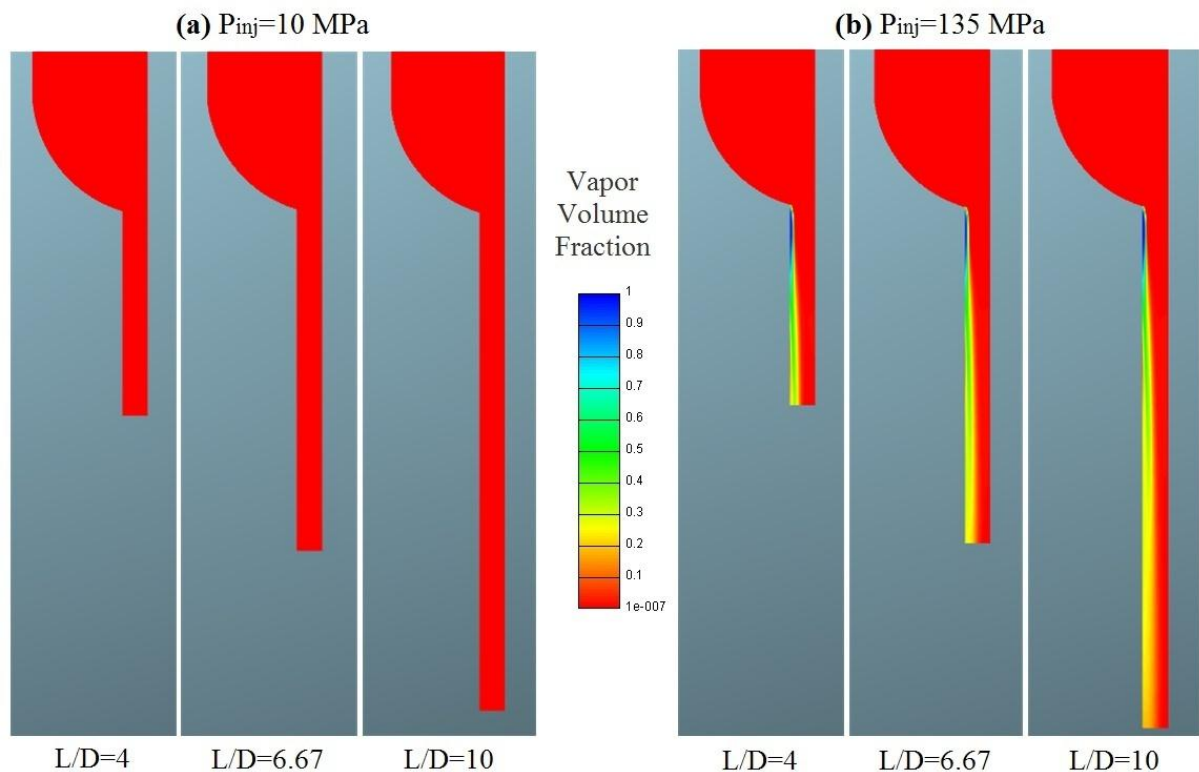 (a) Pinj=10 MPa
(b) Pinj=135 MPa
Vapor
Volume
Fraction
1
0.9
0.8
0.7
0.6
0.5
0.4
0.3
0.2
0.1
1e-007
L/D=4
L/D=6.67
L/D=10
L/D=4
L/D=6.67
L/D=10